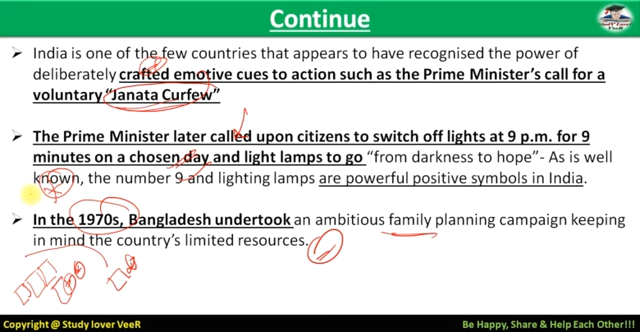 Continue
STUDY Lover
VEER
India is one of the few countries that appears to have recognised the power of
deliberately crafted emotive cues to action such as the Prime Minister's call for a
voluntary "Janata Curfew"
The Prime Minister later called upon citizens to switch off lights at 9 p.m. for 9
minutes on a chosen day and light lamps to go "from darkness to hope"- As is well
known, the number 9 and lighting lamps are powerful positive symbols in India.
In the 1970s, Bangladesh undertook an ambitious family planning campaign keeping
in mind the country's limited resources.
Copyright @ Study lover VeeR
Be Happy, Share & Help Each Other!!!